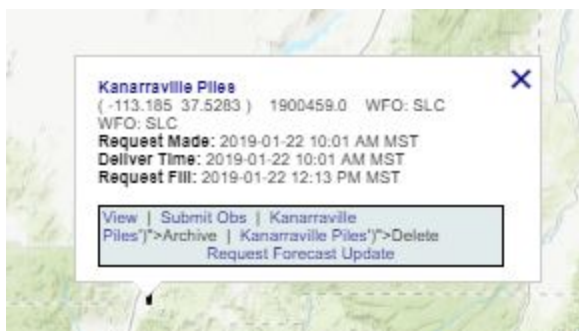 Kanarraville Piles
( -113.185 37.5283 ) 1900459.0 WFO: SLC
WFO: SLC
Request Made: 2019-01-22 10:01 AM MST
Deliver Time: 2019-01-22 10:01 AM MST
Request Fill: 2019-01-22 12:13 PM MST
View | Submit Obs | Kanarraville
Piles')">Archive | Kanarraville Piles')">Delete
Request Forecast Update